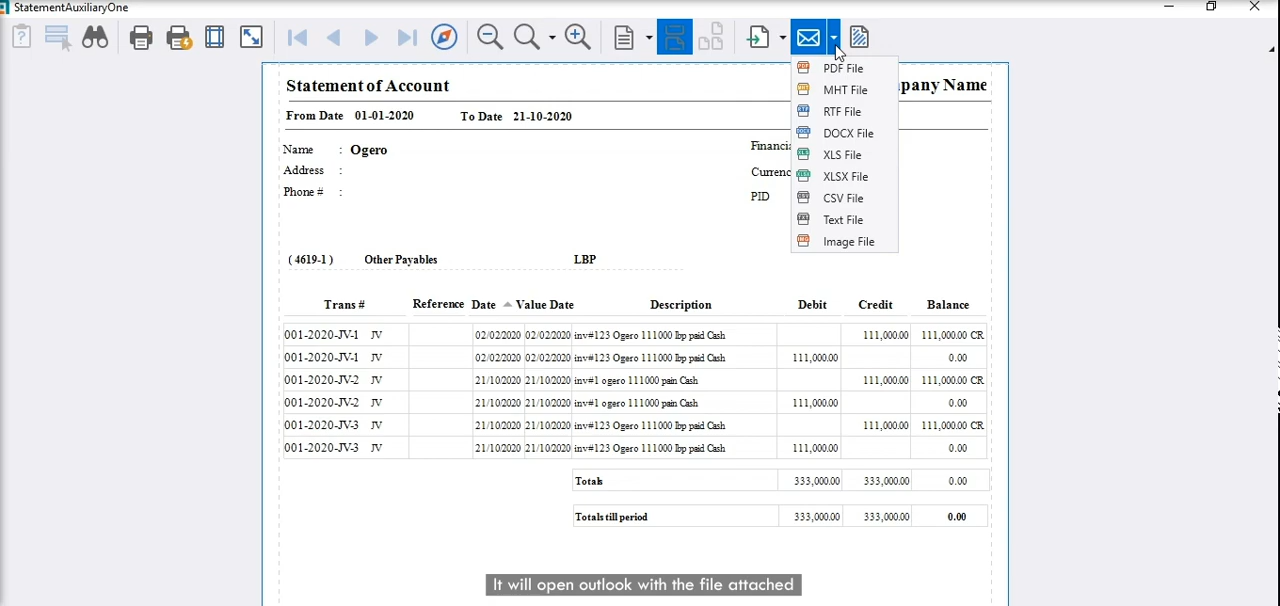 StatementAuxiliaryOne
Statement of Account
pany Name
From Date 01-01-2020 To Date 21-10-2020
Name : Ogero
Address :
Phone # :
Financia
Currenc
PID
PDF File
MHT File
RTF File
DOCX File
XLS File
XLSX File
CSV File
Text File
Image File
( 4619-1 ) Other Payables LBP
Trans # Reference Date Value Date Description Debit Credit Balance
001-2020-JV-1 JV 02/02/2020 02/02/2020 inv#123 Ogero 111000 lbp paid Cash 111,000.00 111,000.00 CR
001-2020-JV-1 JV 02/02/2020 02/02/2020 inv#123 Ogero 111000 lbp paid Cash 111,000.00 0.00
001-2020-JV-2 JV 21/10/2020 21/10/2020 inv#1 ogero 111000 pain Cash 111,000.00 111,000.00 CR
001-2020-JV-2 JV 21/10/2020 21/10/2020 inv#1 ogero 111000 pain Cash 111,000.00 0.00
001-2020-JV-3 JV 21/10/2020 21/10/2020 inv#123 Ogero 111000 lbp paid Cash 111,000.00 111,000.00 CR
001-2020-JV-3 JV 21/10/2020 21/10/2020 inv#123 Ogero 111000 lbp paid Cash 111,000.00 0.00
Totals 333,000.00 333,000.00 0.00
Totals till period 333,000.00 333,000.00 0.00
It will open outlook with the file attached